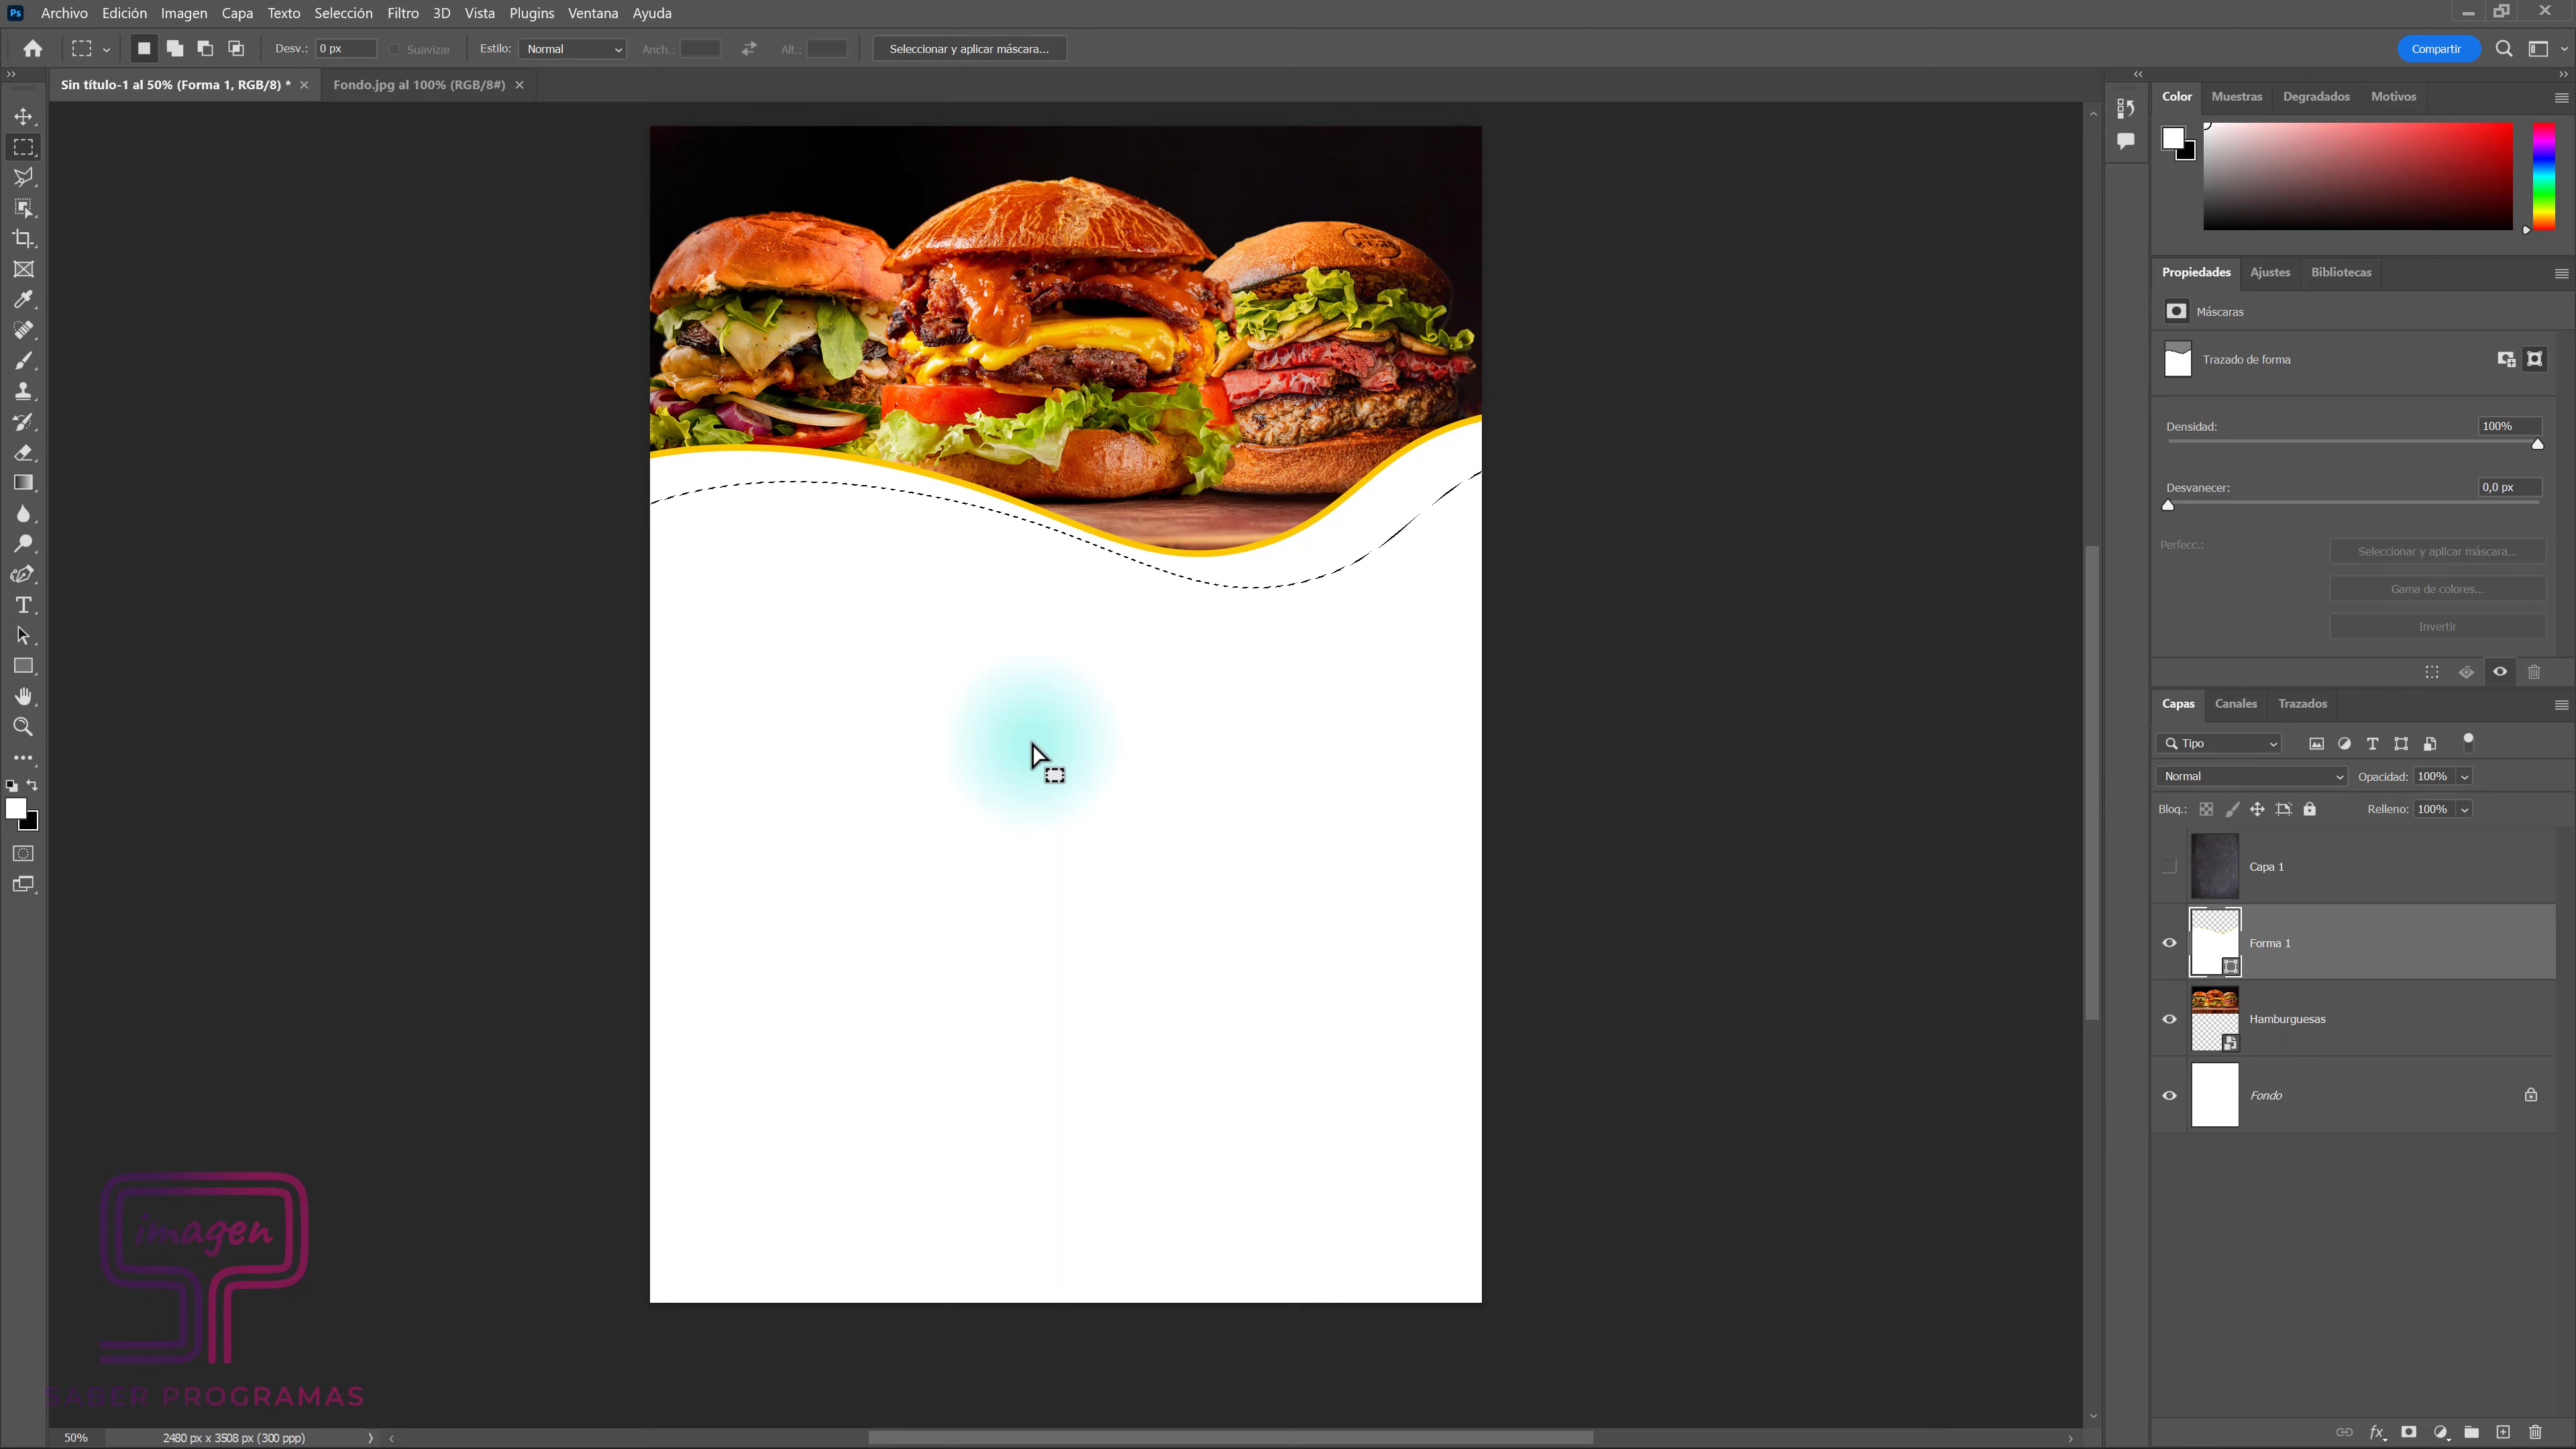 Ps Archivo Edición Imagen Capa Texto Selección Filtro 3D Vista Plugins Ventana Ayuda
Desv.: 0 px Suavizar Estilo: Normal Anch.: Alt.: Seleccionar y aplicar máscara... Compartir
Sin título-1 al 50% (Forma 1, RGB/8) * Fondo.jpg al 100% (RGB/8#)
Color Muestras Degradados Motivos
Propiedades Ajustes Bibliotecas
Máscaras
Trazado de forma
Densidad: 100%
Desvanecer: 0,0 px
Perfecc.: Seleccionar y aplicar máscara...
Gama de colores...
Invertir
Capas Canales Trazados
Tipo
Normal Opacidad: 100%
Bloq.: Relleno: 100%
Capa 1
Forma 1
Hamburguesas
Fondo
imagen
SABER PROGRAMAS
50% 2480 px x 3508 px (300 ppp)